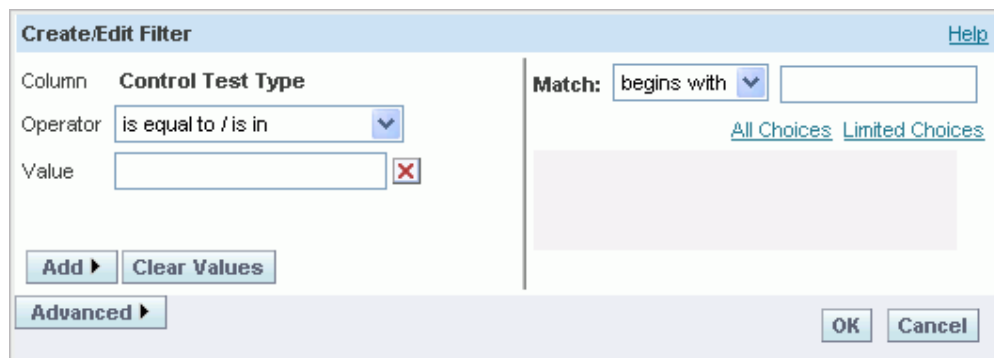 Create/Edit Filter Help
Column Control Test Type
Operator is equal to / is in
Value
Add Clear Values
Advanced
Match: begins with
All Choices Limited Choices
OK Cancel